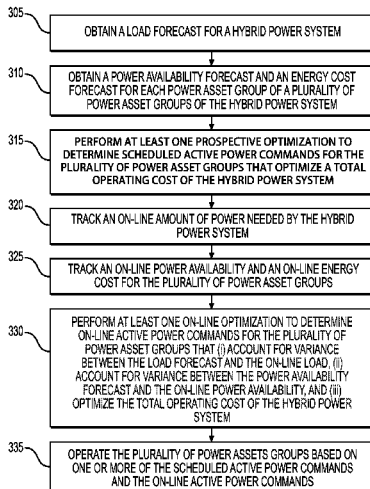 305
OBTAIN A LOAD FORECAST FOR A HYBRID POWER SYSTEM
310
OBTAIN A POWER AVAILABILITY FORECAST AND AN ENERGY COST
FORECAST FOR EACH POWER ASSET GROUP OF A PLURALITY OF
POWER ASSET GROUPS OF THE HYBRID POWER SYSTEM
315
PERFORM AT LEAST ONE PROSPECTIVE OPTIMIZATION TO
DETERMINE SCHEDULED ACTIVE POWER COMMANDS FOR THE
PLURALITY OF POWER ASSET GROUPS THAT OPTIMIZE A TOTAL
OPERATING COST OF THE HYBRID POWER SYSTEM
320
TRACK AN ON-LINE AMOUNT OF POWER NEEDED BY THE HYBRID
POWER SYSTEM
325
TRACK AN ON-LINE POWER AVAILABILITY AND AN ON-LINE ENERGY
COST FOR THE PLURALITY OF POWER ASSET GROUPS
330
PERFORM AT LEAST ONE ON-LINE OPTIMIZATION TO DETERMINE
ON-LINE ACTIVE POWER COMMANDS FOR THE PLURALITY OF
POWER ASSET GROUPS THAT (i) ACCOUNT FOR VARIANCE
BETWEEN THE LOAD FORECAST AND THE ON-LINE LOAD, (ii)
ACCOUNT FOR VARIANCE BETWEEN THE POWER AVAILABILITY
FORECAST AND THE ON-LINE POWER AVAILABILITY, AND (iii)
OPTIMIZE THE TOTAL OPERATING COST OF THE HYBRID POWER
SYSTEM
335
OPERATE THE PLURALITY OF POWER ASSETS GROUPS BASED ON
ONE OR MORE OF THE SCHEDULED ACTIVE POWER COMMANDS
AND THE ON-LINE ACTIVE POWER COMMANDS